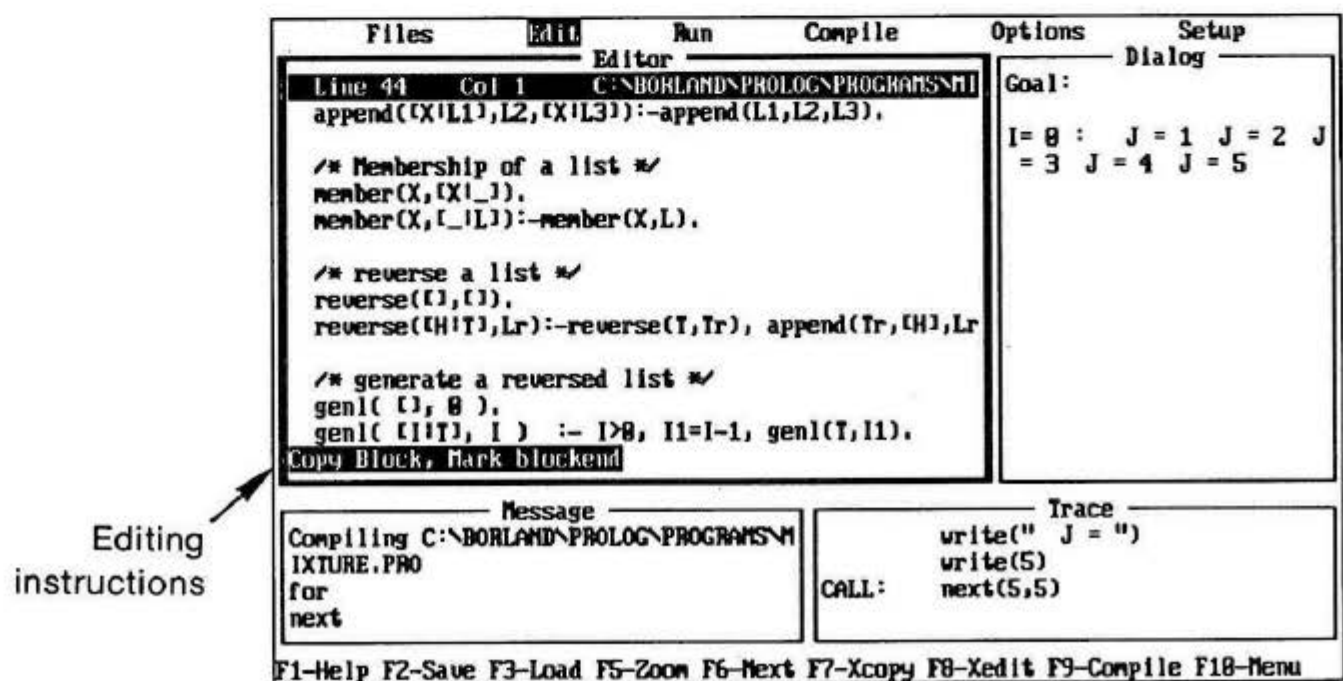 Files Edit Run Compile Options Setup
Editor
Line 44 Col 1 C:\BORLAND\PROLOG\PROGRAMS\MI
append([X|L1],L2,[X|L3]):-append(L1,L2,L3).
/* Membership of a list */
member(X,[X|_]).
member(X,[_|L]):-member(X,L).
/* reverse a list */
reverse([],[]).
reverse([H|T],Lr):-reverse(T,Tr), append(Tr,[H],Lr
/* generate a reversed list */
genl( [], 0 ).
genl( [I|T], I ) :- I>0, I1=I-1, genl(T,I1).
Copy Block, Mark blockend
Dialog
Goal:
I= 0 : J = 1 J = 2 J
= 3 J = 4 J = 5
Editing
instructions
Message
Compiling C:\BORLAND\PROLOG\PROGRAMS\M
IXTURE.PRO
for
next
Trace
write(" J = ")
write(5)
CALL: next(5,5)
F1-Help F2-Save F3-Load F5-Zoom F6-Next F7-Xcopy F8-Xedit F9-Compile F10-Menu